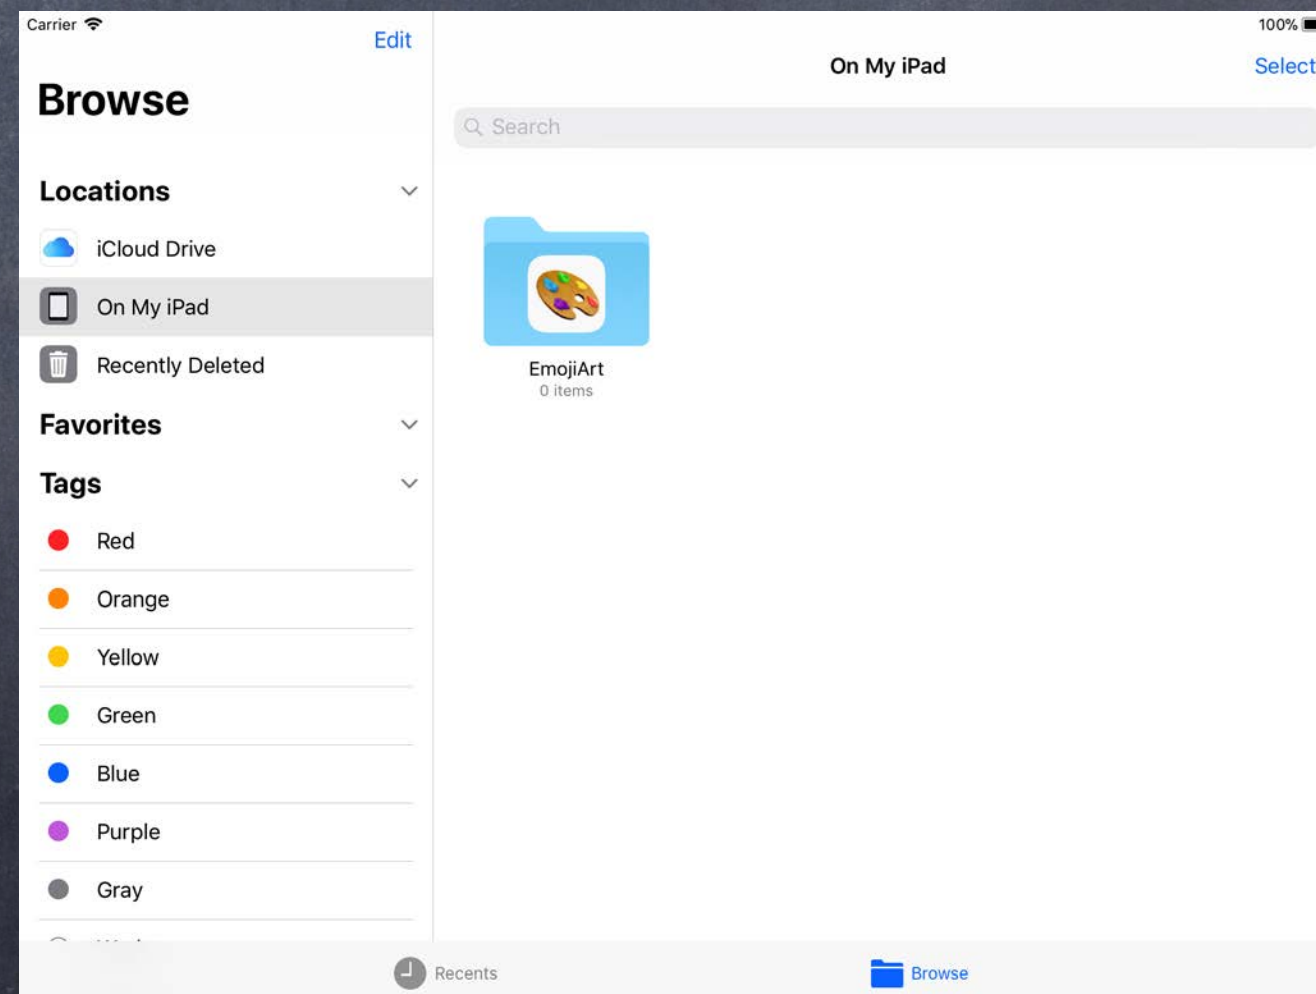 Carrier
100%
Edit
On My iPad
Select
Browse
Search
Locations
iCloud Drive
On My iPad
Recently Deleted
EmojiArt
0 items
Favorites
Tags
Red
Orange
Yellow
Green
Blue
Purple
Gray
Recents
Browse